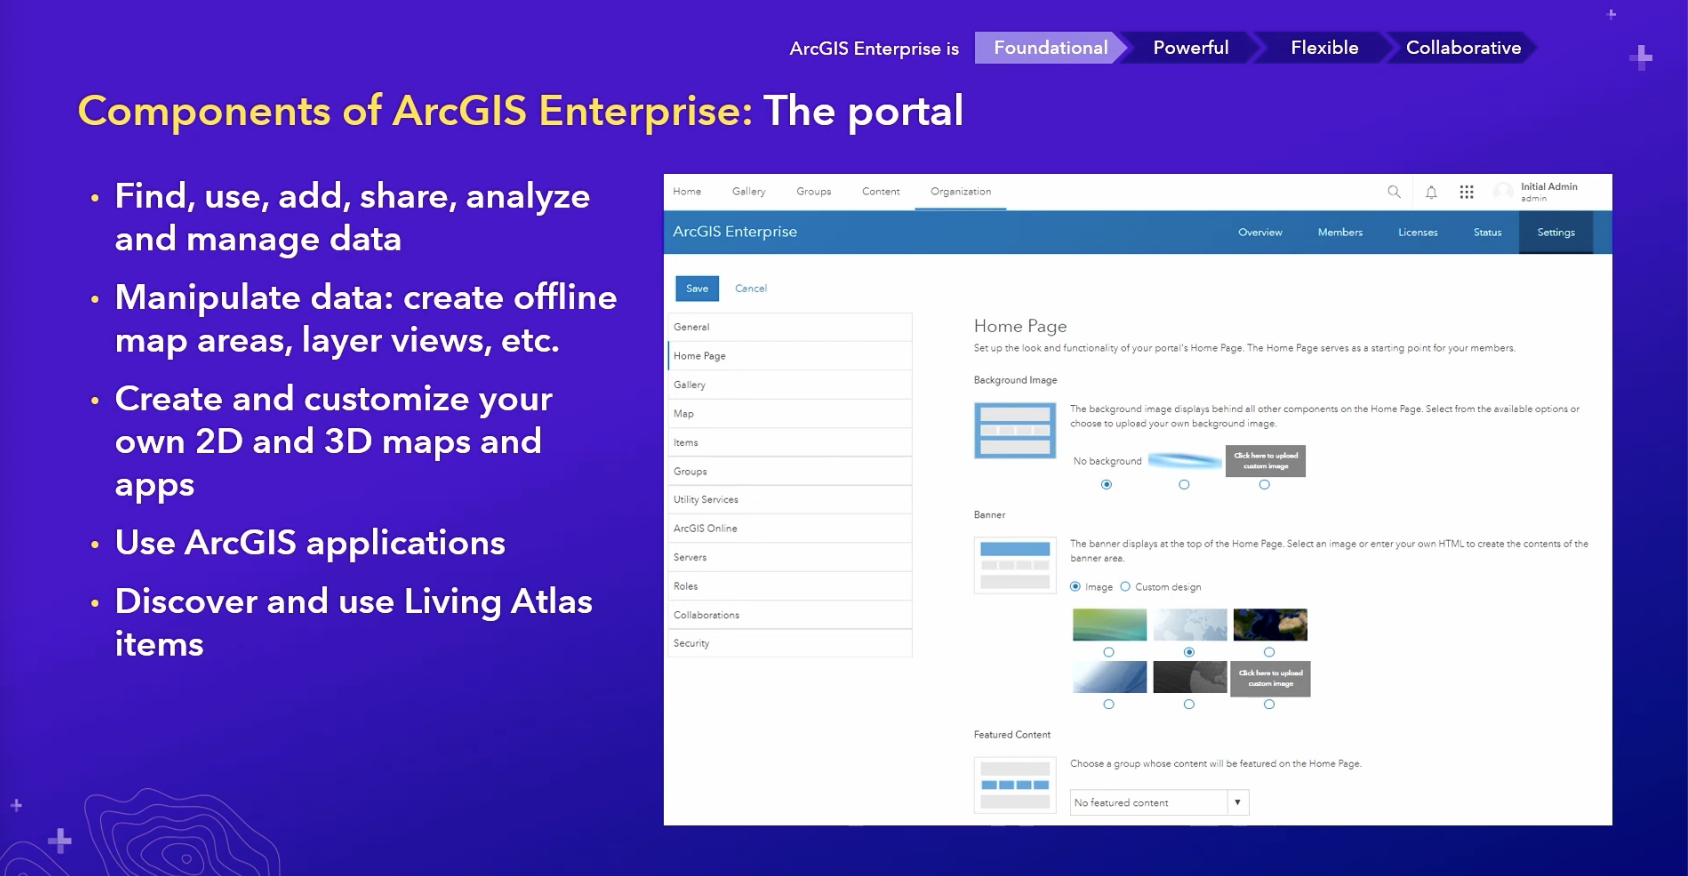 ArcGIS Enterprise is Foundational Powerful Flexible Collaborative
Components of ArcGIS Enterprise: The portal
• Find, use, add, share, analyze
and manage data
• Manipulate data: create offline
map areas, layer views, etc.
• Create and customize your
own 2D and 3D maps and
apps
• Use ArcGIS applications
• Discover and use Living Atlas
items
Home Gallery Groups Content Organization
Initial Admin
admin
ArcGIS Enterprise Overview Members Licenses Status Settings
Save Cancel
General
Home Page
Gallery
Map
Items
Groups
Utility Services
ArcGIS Online
Servers
Roles
Collaborations
Security
Home Page
Set up the look and functionality of your portal's Home Page. The Home Page serves as a starting point for your members.
Background Image
The background image displays behind all other components on the Home Page. Select from the available options or
choose to upload your own background image.
No background
Click here to upload
custom image
Banner
The banner displays at the top of the Home Page. Select an image or enter your own HTML to create the contents of the
banner area.
Image Custom design
Click here to upload
custom image
Featured Content
Choose a group whose content will be featured on the Home Page.
No featured content